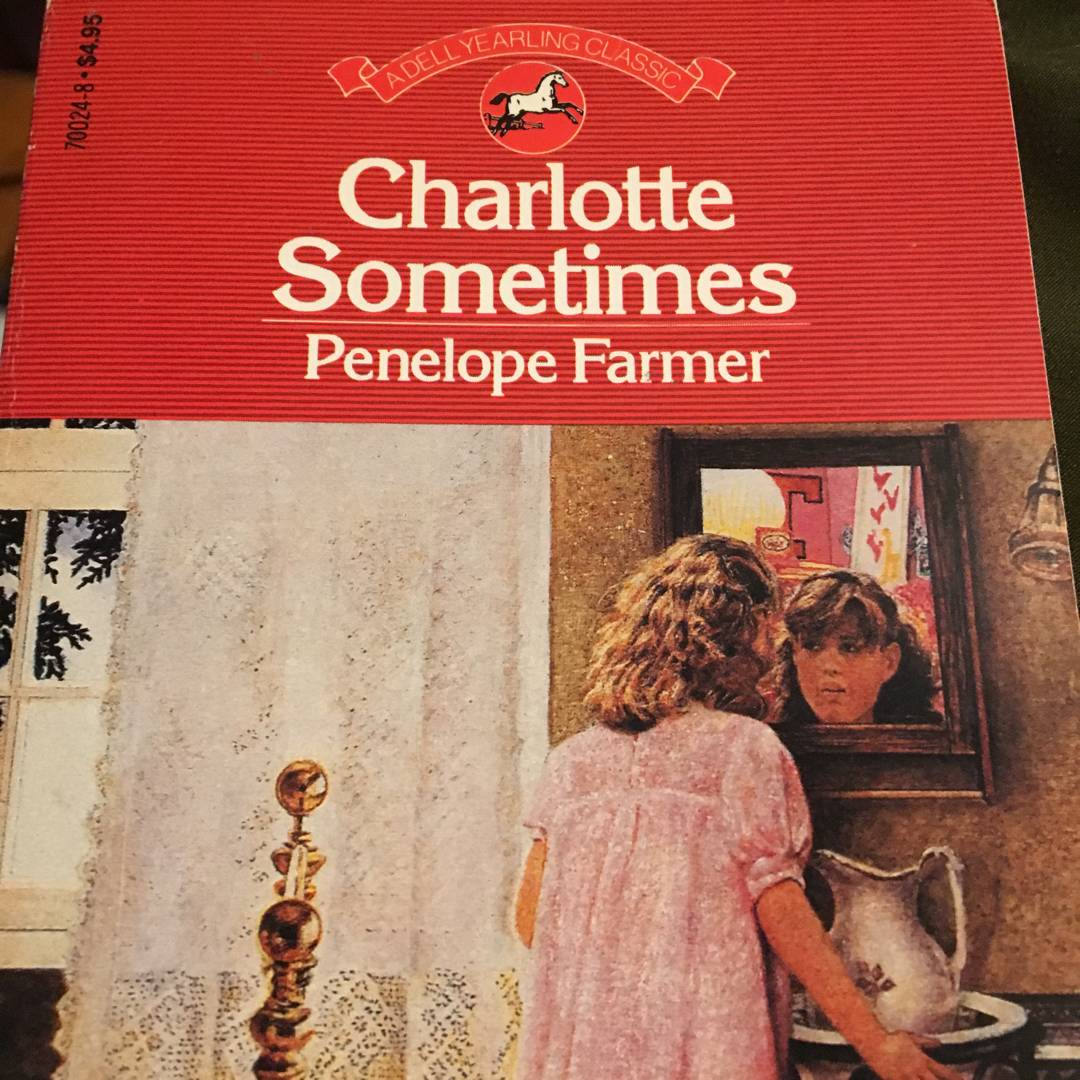 70024-8 • $4.95
A DELL YEARLING CLASSIC
Charlotte
Sometimes
Penelope Farmer